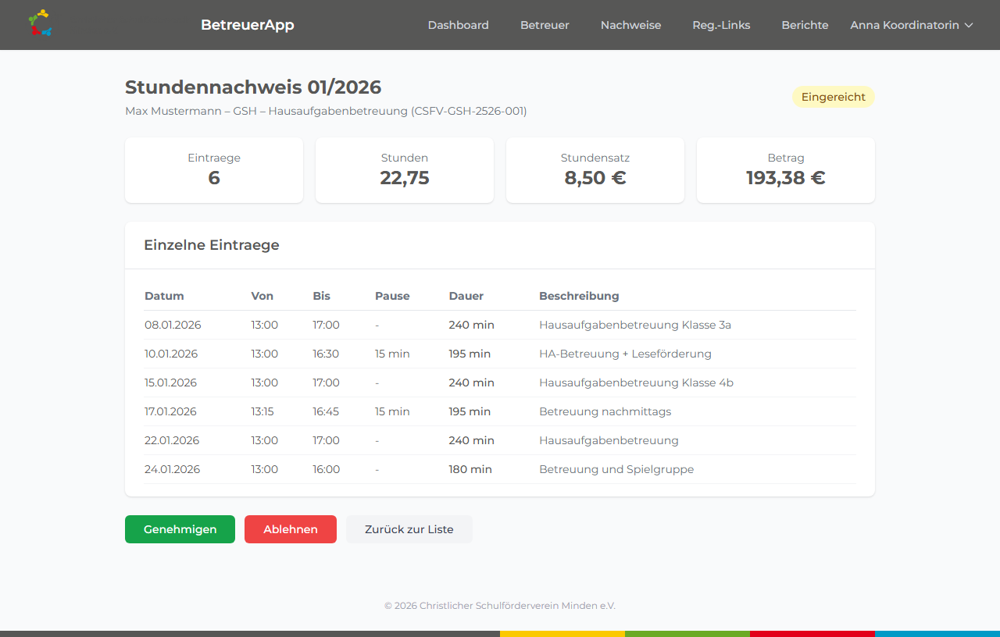 BetreuerApp Dashboard Betreuer Nachweise Reg.-Links Berichte Anna Koordinatorin
Stundennachweis 01/2026
Eingereicht
Max Mustermann – GSH – Hausaufgabenbetreuung (CSFV-GSH-2526-001)
Eintraege Stunden Stundensatz Betrag
6 22,75 8,50 € 193,38 €
Einzelne Eintraege
Datum Von Bis Pause Dauer Beschreibung
08.01.2026 13:00 17:00 - 240 min Hausaufgabenbetreuung Klasse 3a
10.01.2026 13:00 16:30 15 min 195 min HA-Betreuung + Leseförderung
15.01.2026 13:00 17:00 - 240 min Hausaufgabenbetreuung Klasse 4b
17.01.2026 13:15 16:45 15 min 195 min Betreuung nachmittags
22.01.2026 13:00 17:00 - 240 min Hausaufgabenbetreuung
24.01.2026 13:00 16:00 - 180 min Betreuung und Spielgruppe
Genehmigen Ablehnen Zurück zur Liste
© 2026 Christlicher Schulförderverein Minden e.V.